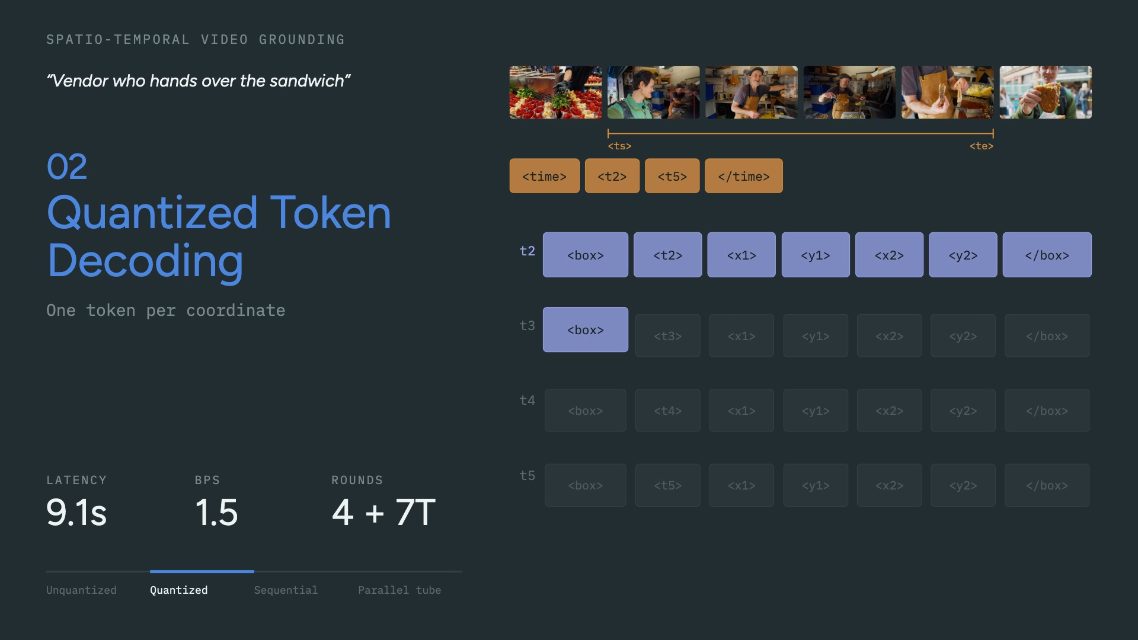 SPATIO-TEMPORAL VIDEO GROUNDING
“Vendor who hands over the sandwich”
02
Quantized Token
Decoding
One token per coordinate
LATENCY BPS ROUNDS
9.1s 1.5 4 + 7T
Unquantized Quantized Sequential Parallel tube
<ts> <te>
<time> <t2> <t5> </time>
t2 <box> <t2> <x1> <y1> <x2> <y2> </box>
t3 <box> <t3> <x1> <y1> <x2> <y2> </box>
t4 <box> <t4> <x1> <y1> <x2> <y2> </box>
t5 <box> <t5> <x1> <y1> <x2> <y2> </box>